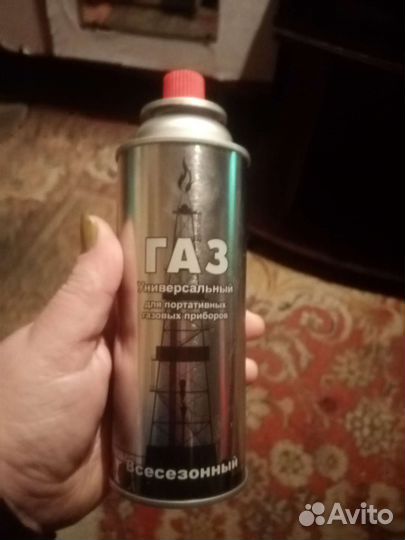 ГАЗ
Универсальный
для портативных
газовых приборов
Всесезонный
Avito